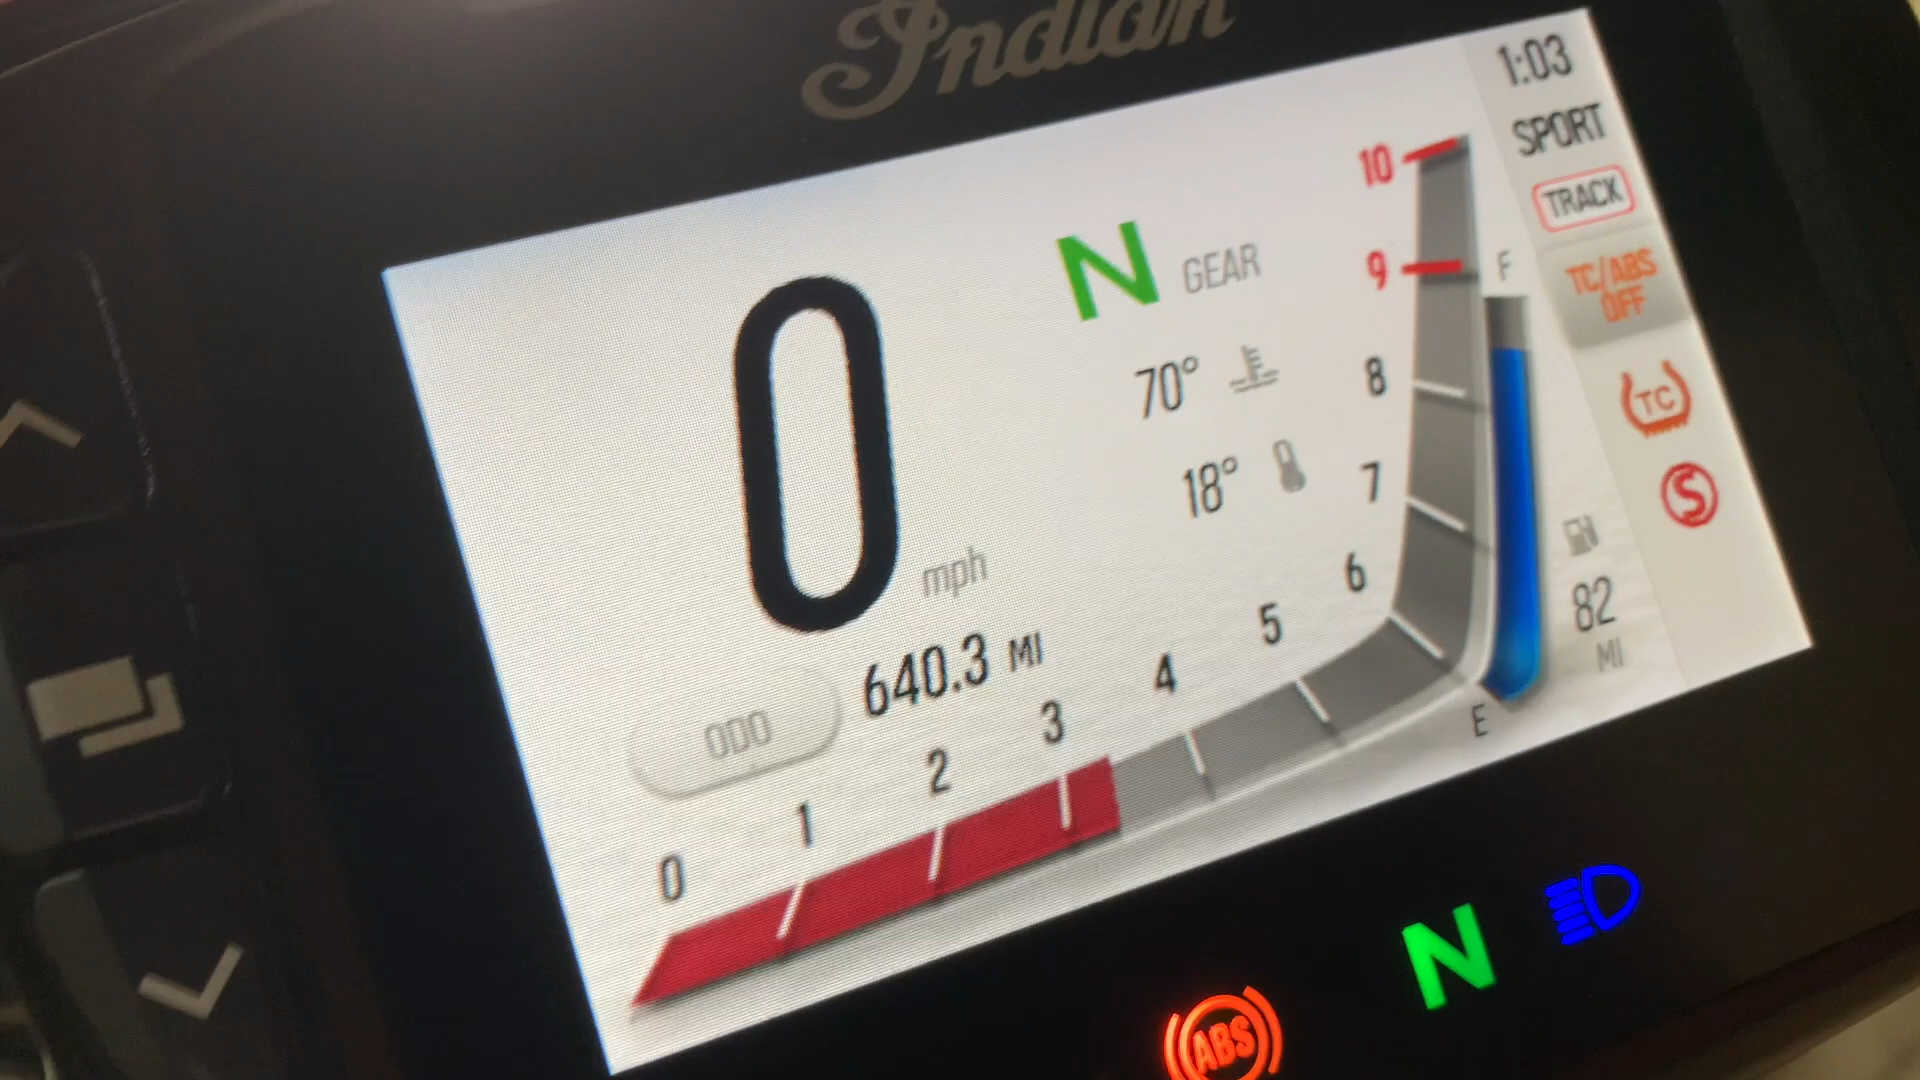 Indian
1:03
SPORT
TRACK
TC/ABS
OFF
TC
S
N GEAR
70°
18°
0 mph
ODO 640.3 MI
0 1 2 3 4 5 6 7 8 9 10
F
E
82
MI
N
ABS